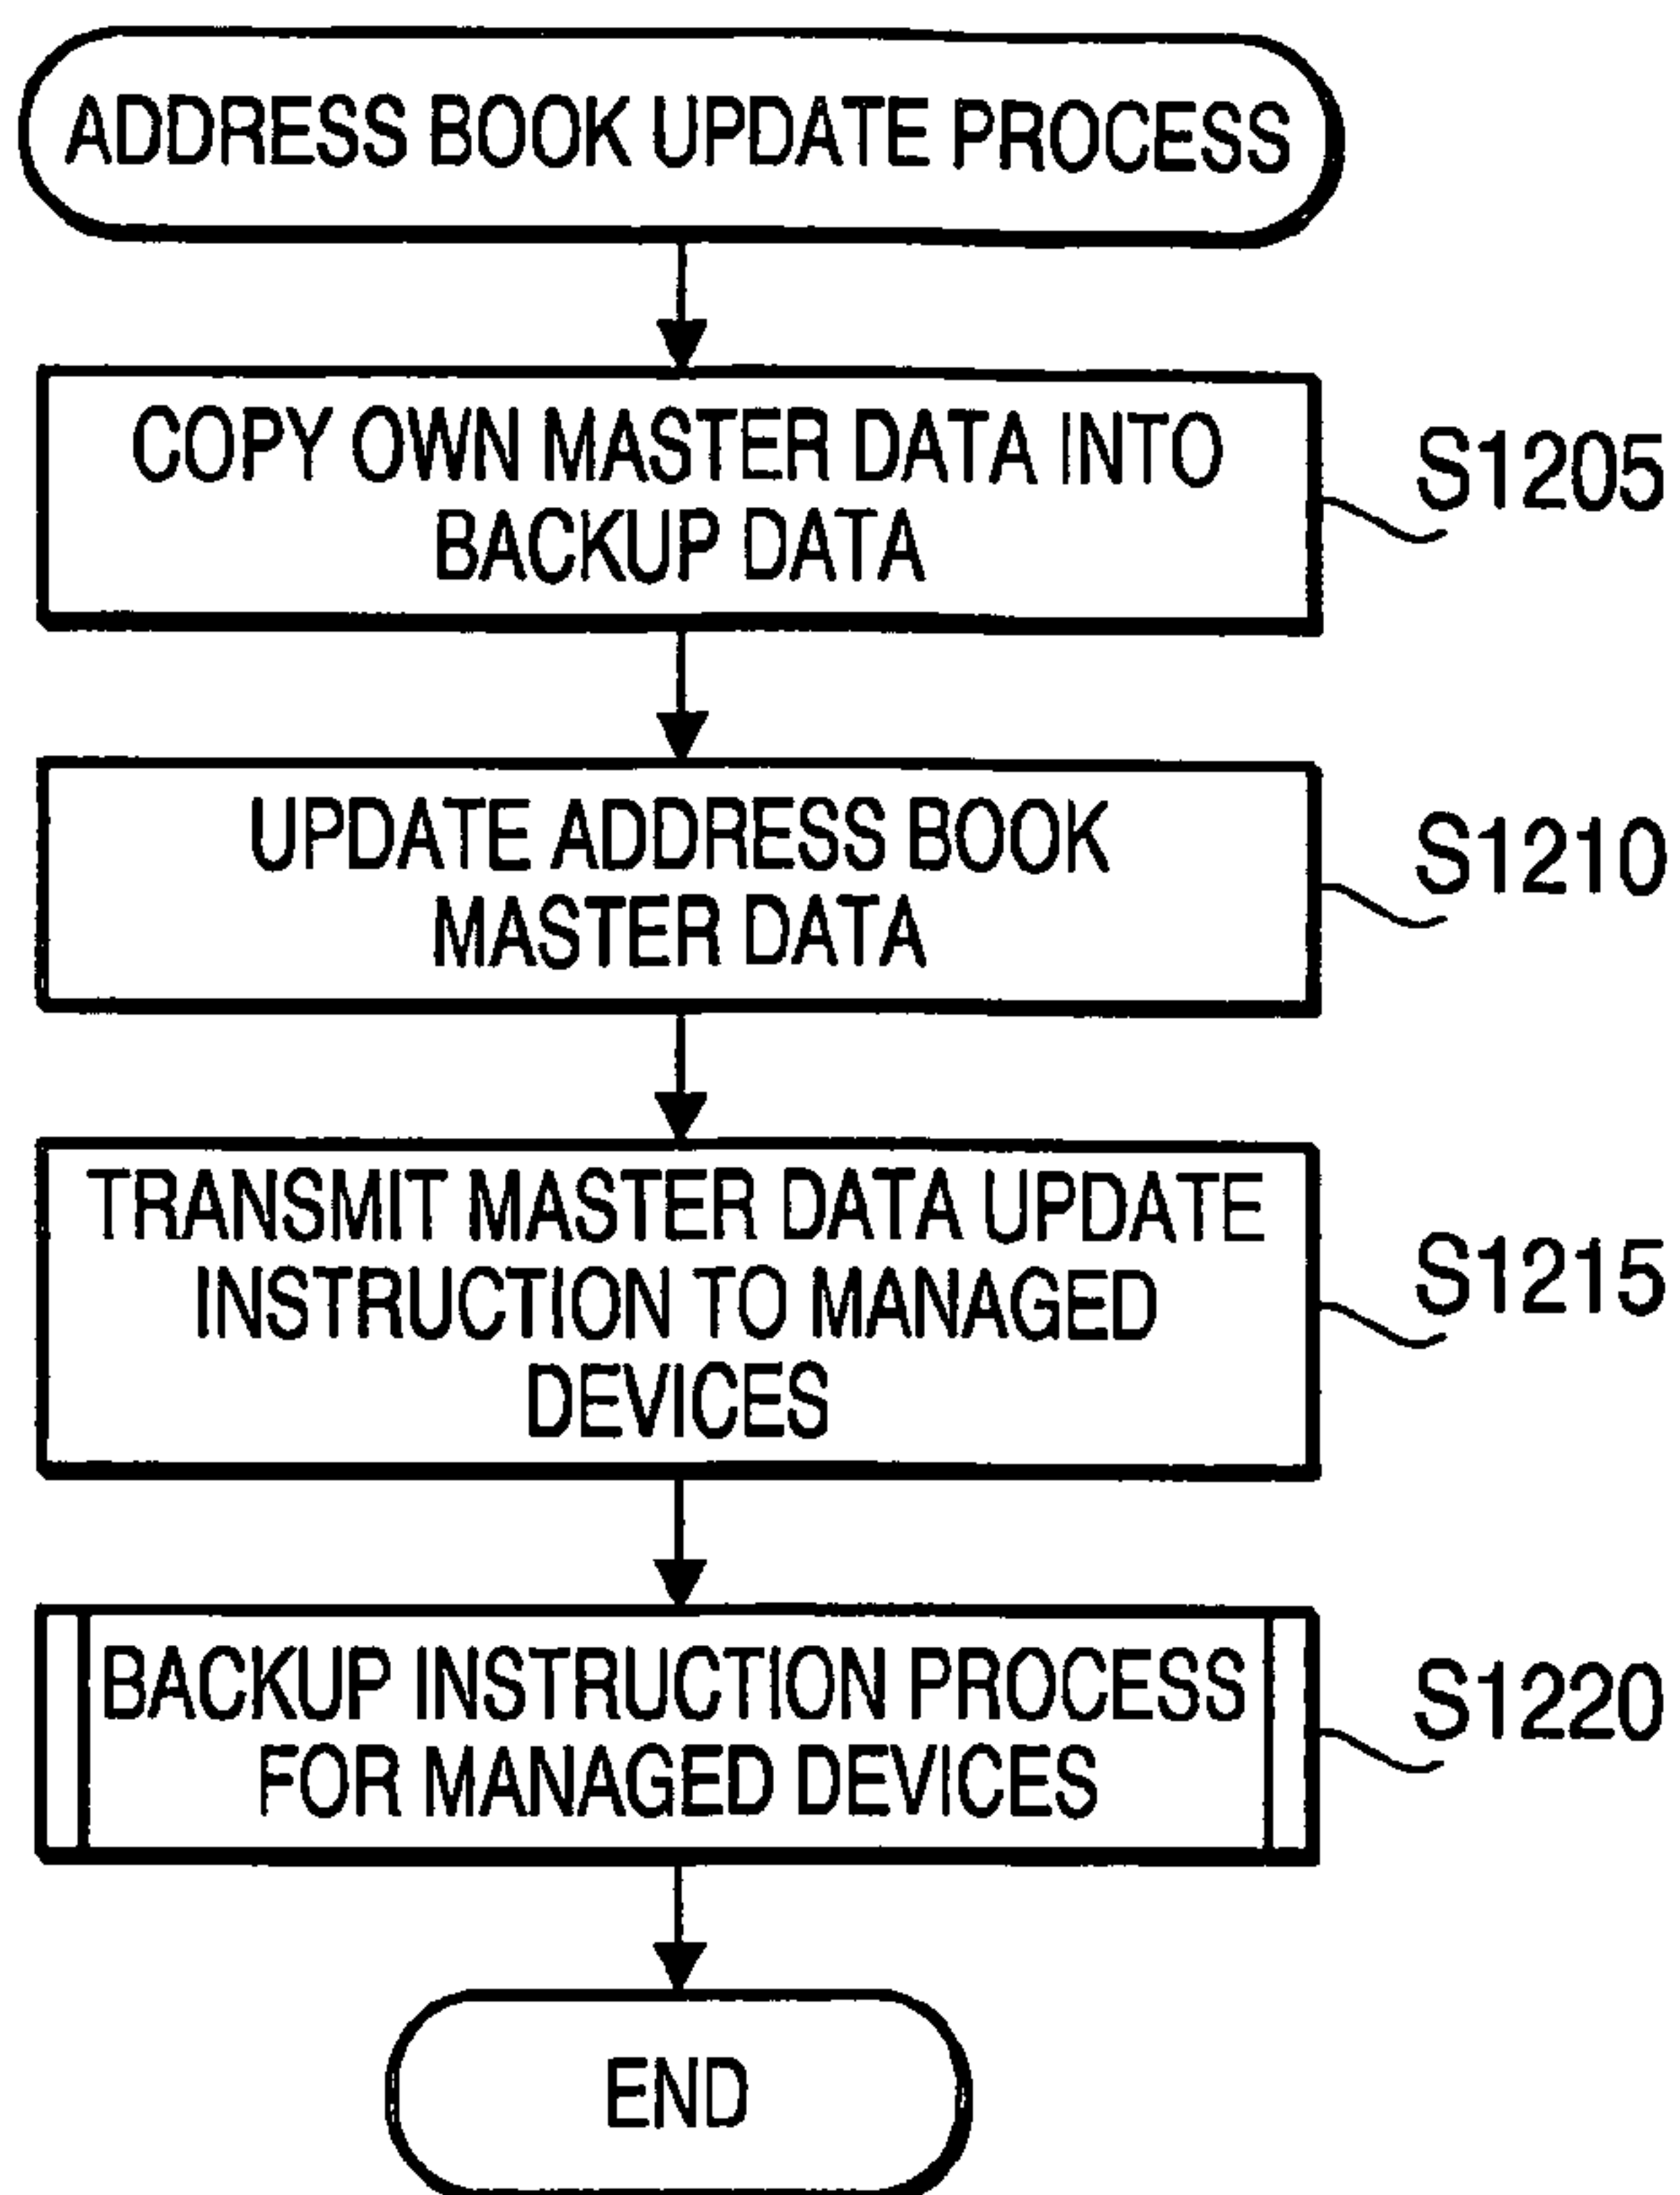 ADDRESS BOOK UPDATE PROCESS
COPY OWN MASTER DATA INTO
BACKUP DATA
S1205
UPDATE ADDRESS BOOK
MASTER DATA
S1210
TRANSMIT MASTER DATA UPDATE
INSTRUCTION TO MANAGED
DEVICES
S1215
BACKUP INSTRUCTION PROCESS
FOR MANAGED DEVICES
S1220
END